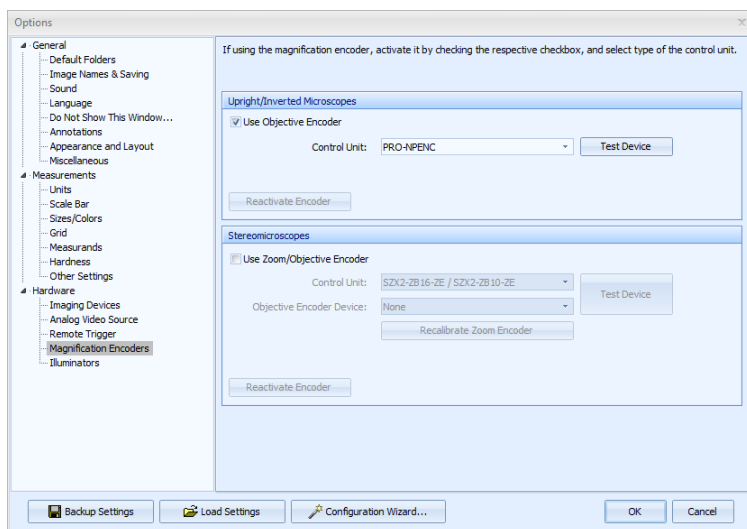 Options
General
Default Folders
Image Names & Saving
Sound
Language
Do Not Show This Window...
Annotations
Appearance and Layout
Miscellaneous
Measurements
Units
Scale Bar
Sizes/Colors
Grid
Measurands
Hardness
Other Settings
Hardware
Imaging Devices
Analog Video Source
Remote Trigger
Magnification Encoders
Illuminators
If using the magnification encoder, activate it by checking the respective checkbox, and select type of the control unit.
Upright/Inverted Microscopes
Use Objective Encoder
Control Unit: PRO-NPENC Test Device
Reactivate Encoder
Stereomicroscopes
Use Zoom/Objective Encoder
Control Unit: SZX2-ZB16-ZE / SZX2-ZB10-ZE Test Device
Objective Encoder Device: None
Recalibrate Zoom Encoder
Reactivate Encoder
Backup Settings Load Settings Configuration Wizard... OK Cancel